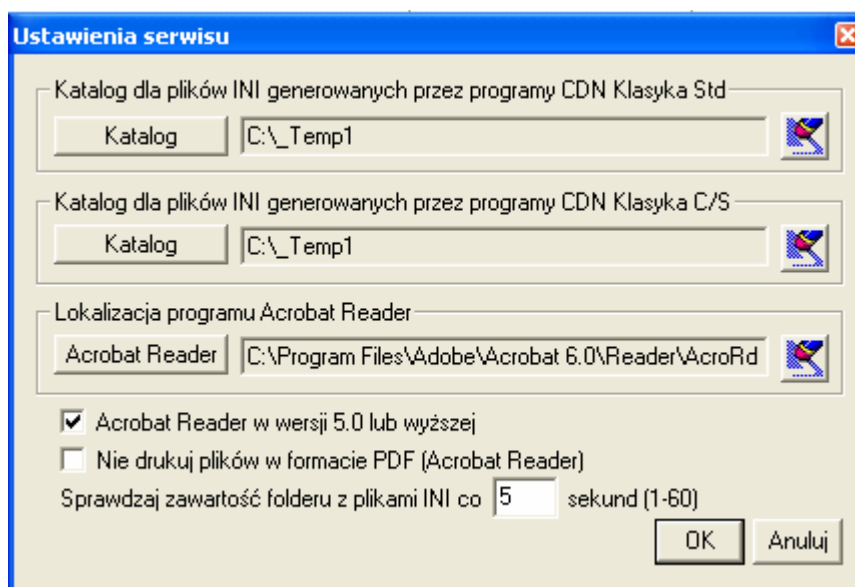 Ustawienia serwisu
Katalog dla plików INI generowanych przez programy CDN Klasyka Std
Katalog C:\_Temp1
Katalog dla plików INI generowanych przez programy CDN Klasyka C/S
Katalog C:\_Temp1
Lokalizacja programu Acrobat Reader
Acrobat Reader C:\Program Files\Adobe\Acrobat 6.0\Reader\AcroRd
Acrobat Reader w wersji 5.0 lub wyższej
Nie drukuj plików w formacie PDF (Acrobat Reader)
Sprawdzaj zawartość folderu z plikami INI co 5 sekund (1-60)
OK Anuluj